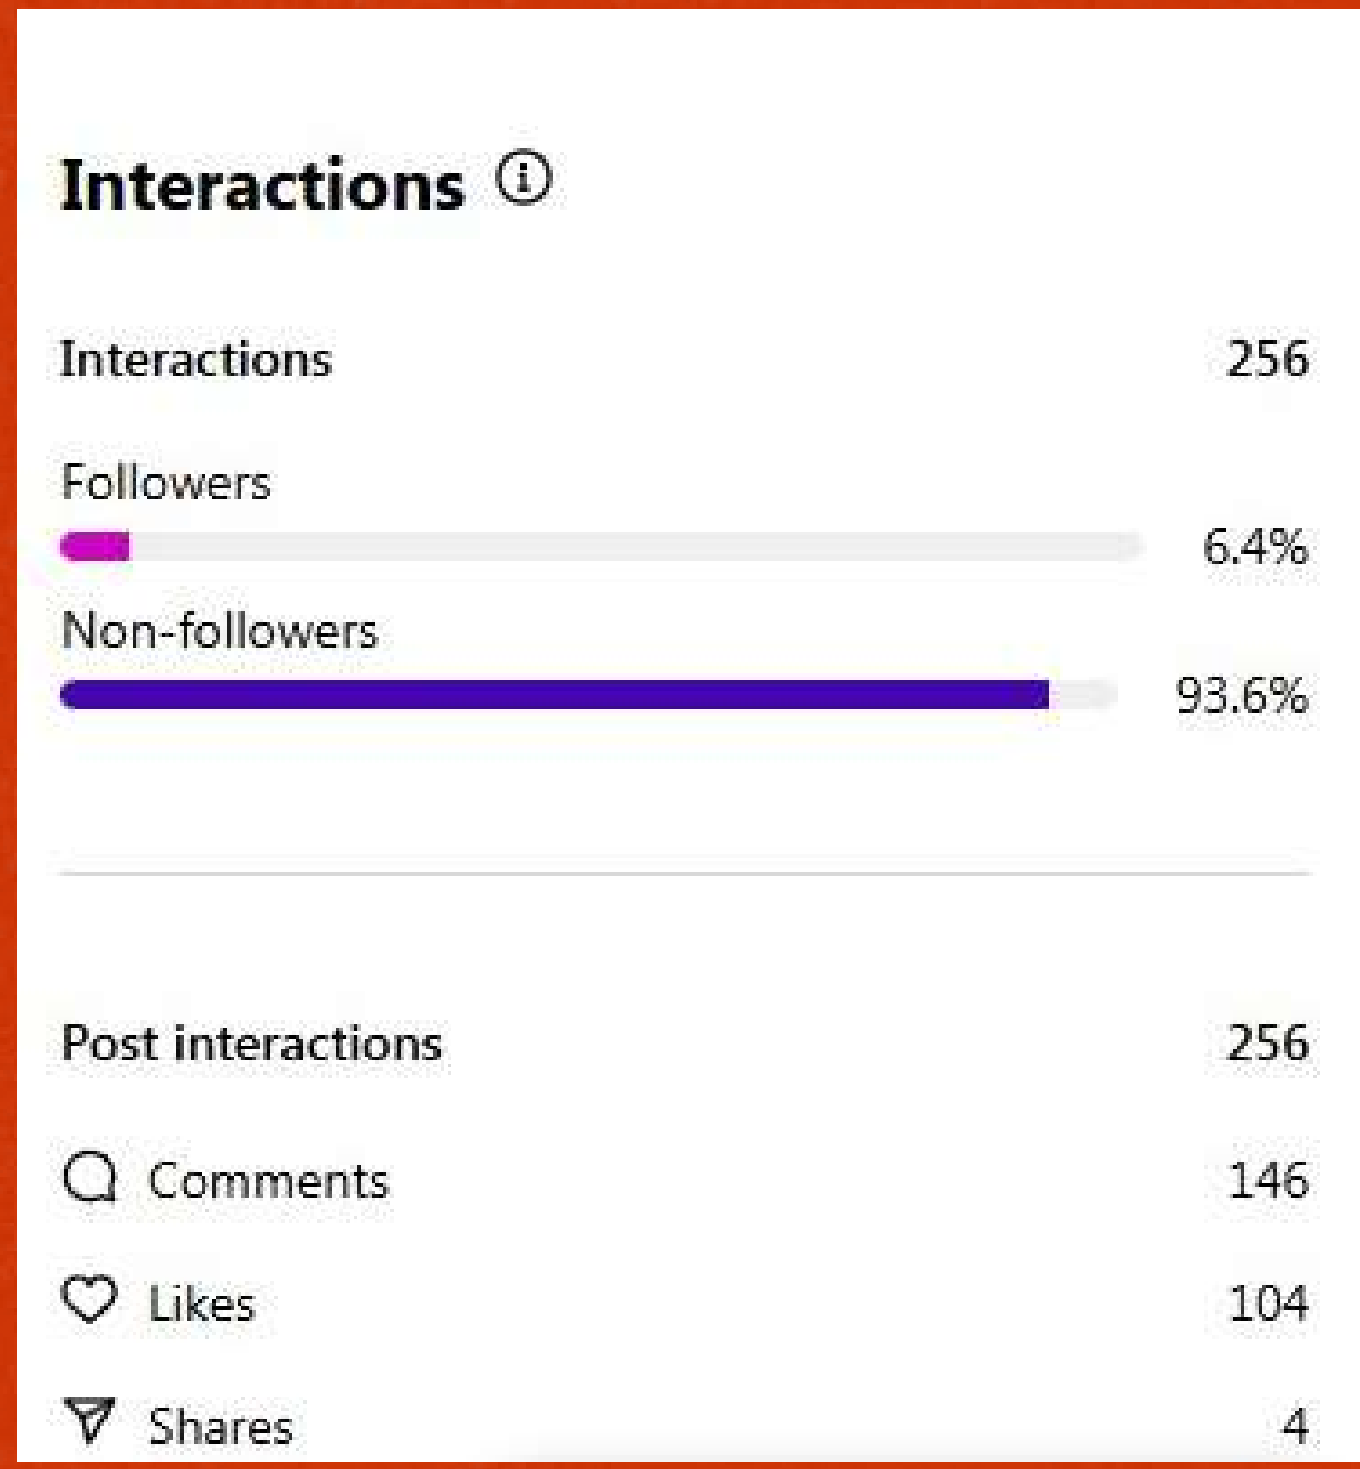 Interactions
Interactions 256
Followers
6.4%
Non-followers
93.6%
Post interactions 256
Comments 146
Likes 104
Shares 4